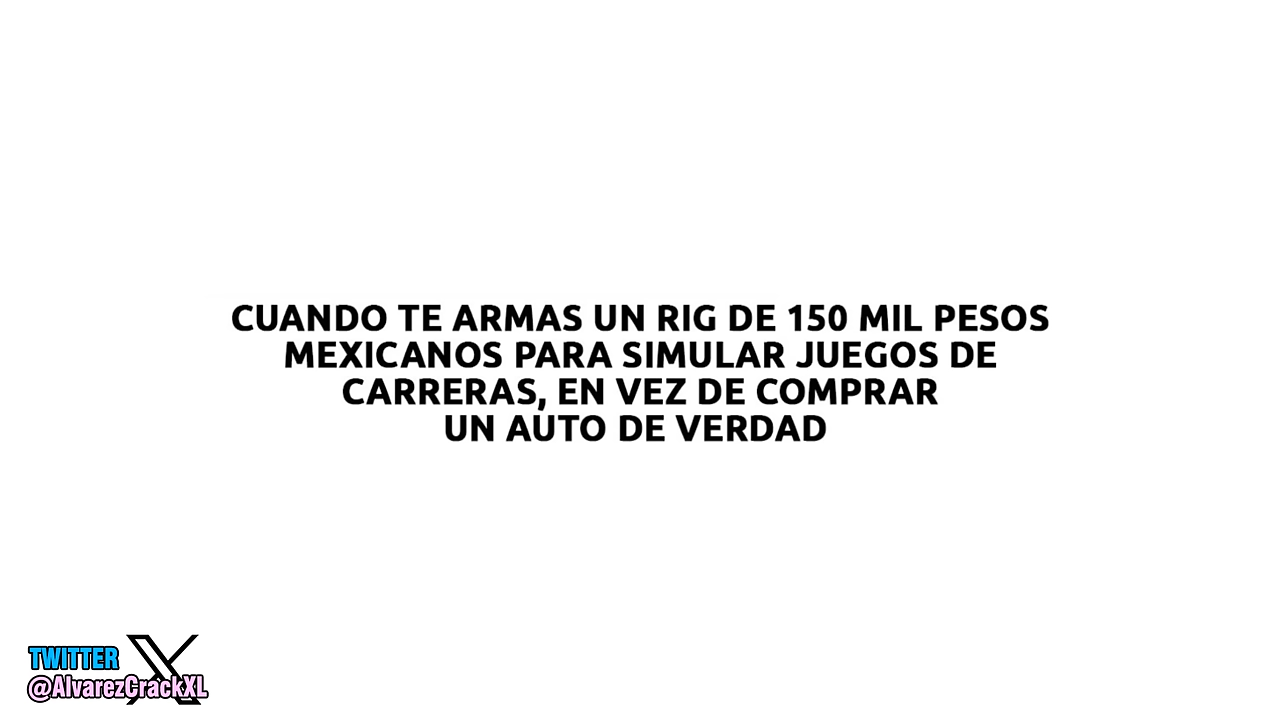 CUANDO TE ARMAS UN RIG DE 150 MIL PESOS
MEXICANOS PARA SIMULAR JUEGOS DE
CARRERAS, EN VEZ DE COMPRAR
UN AUTO DE VERDAD
TWITTER X
@AlvarezCrackXL